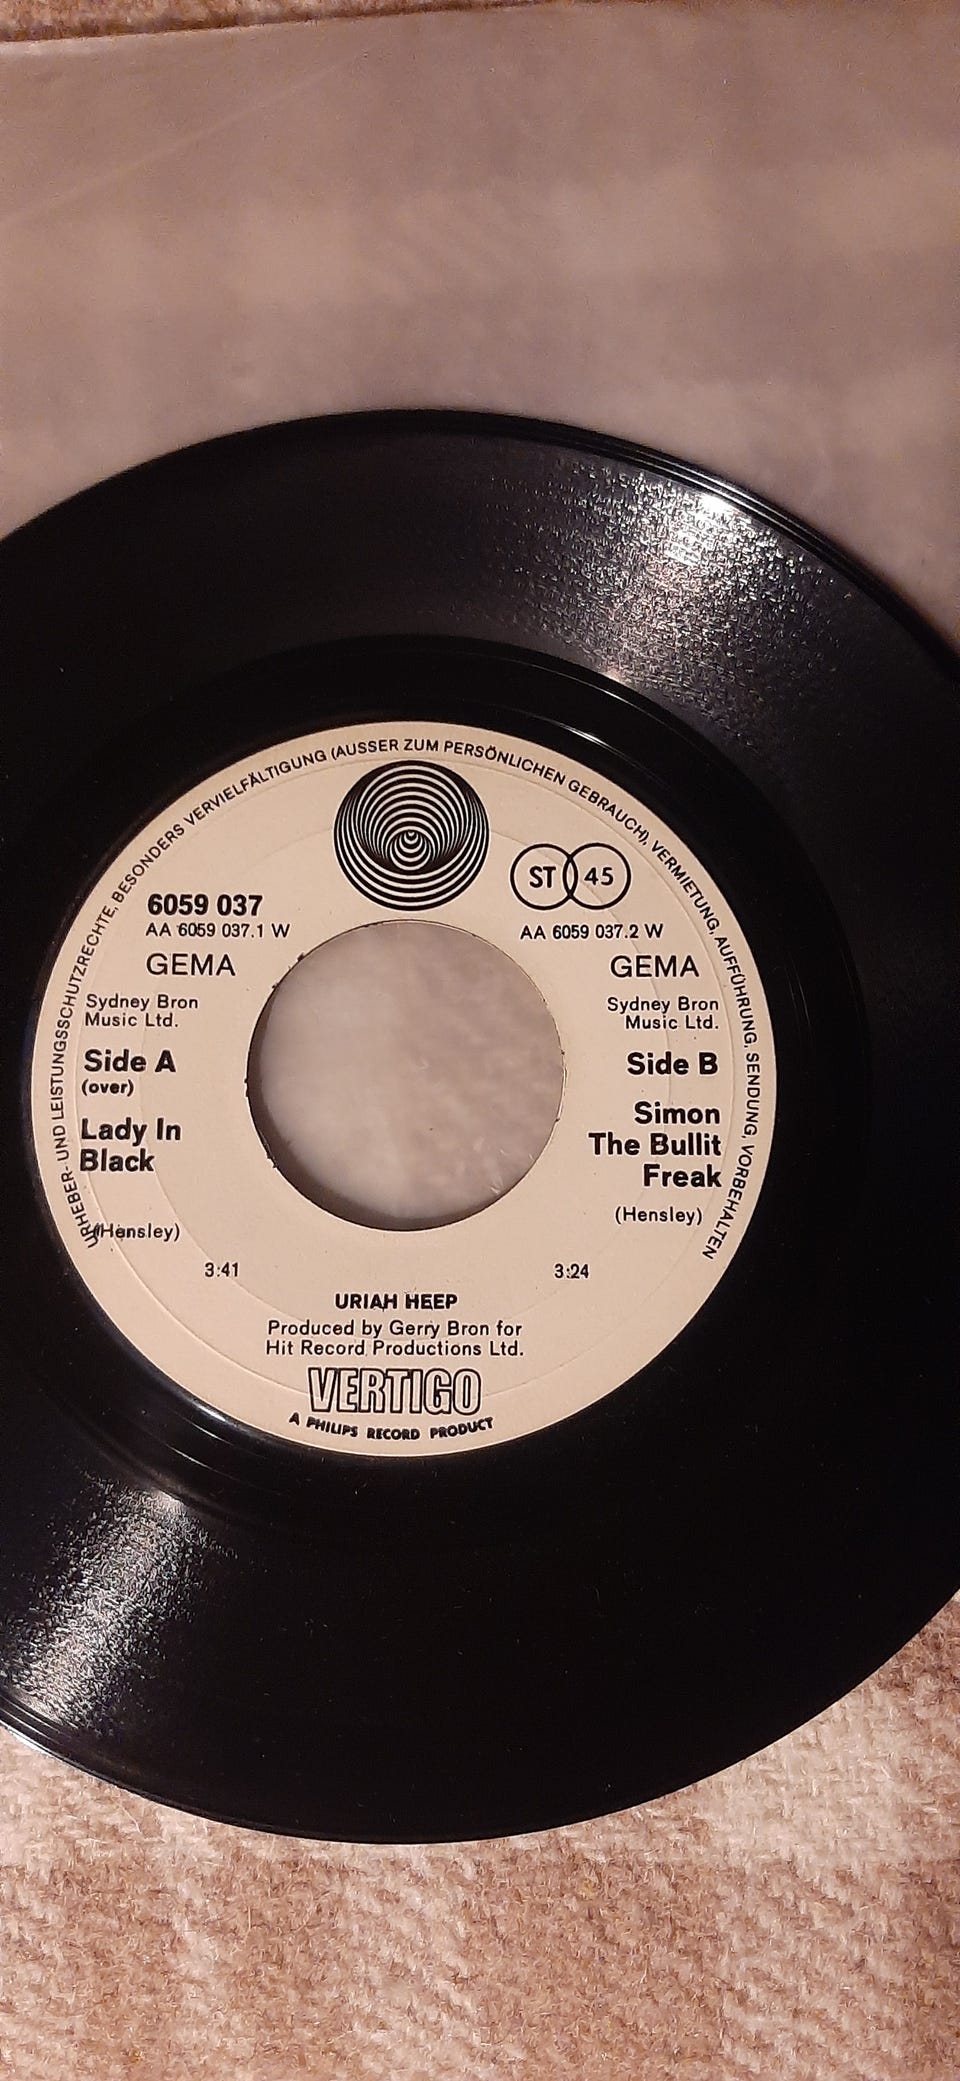 URHEBER- UND LEISTUNGSSCHUTZRECHTE, BESONDERS VERVIELFÄLTIGUNG (AUSSER ZUM PERSÖNLICHEN GEBRAUCH), VERMIETUNG, AUFFÜHRUNG, SENDUNG, VORBEHALTEN
ST 45
6059 037
AA 6059 037.1 W
GEMA
Sydney Bron
Music Ltd.
Side A
(over)
Lady In
Black
(Hensley)
3:41
AA 6059 037.2 W
GEMA
Sydney Bron
Music Ltd.
Side B
Simon
The Bullit
Freak
(Hensley)
3:24
URIAH HEEP
Produced by Gerry Bron for
Hit Record Productions Ltd.
VERTIGO
A PHILIPS RECORD PRODUCT